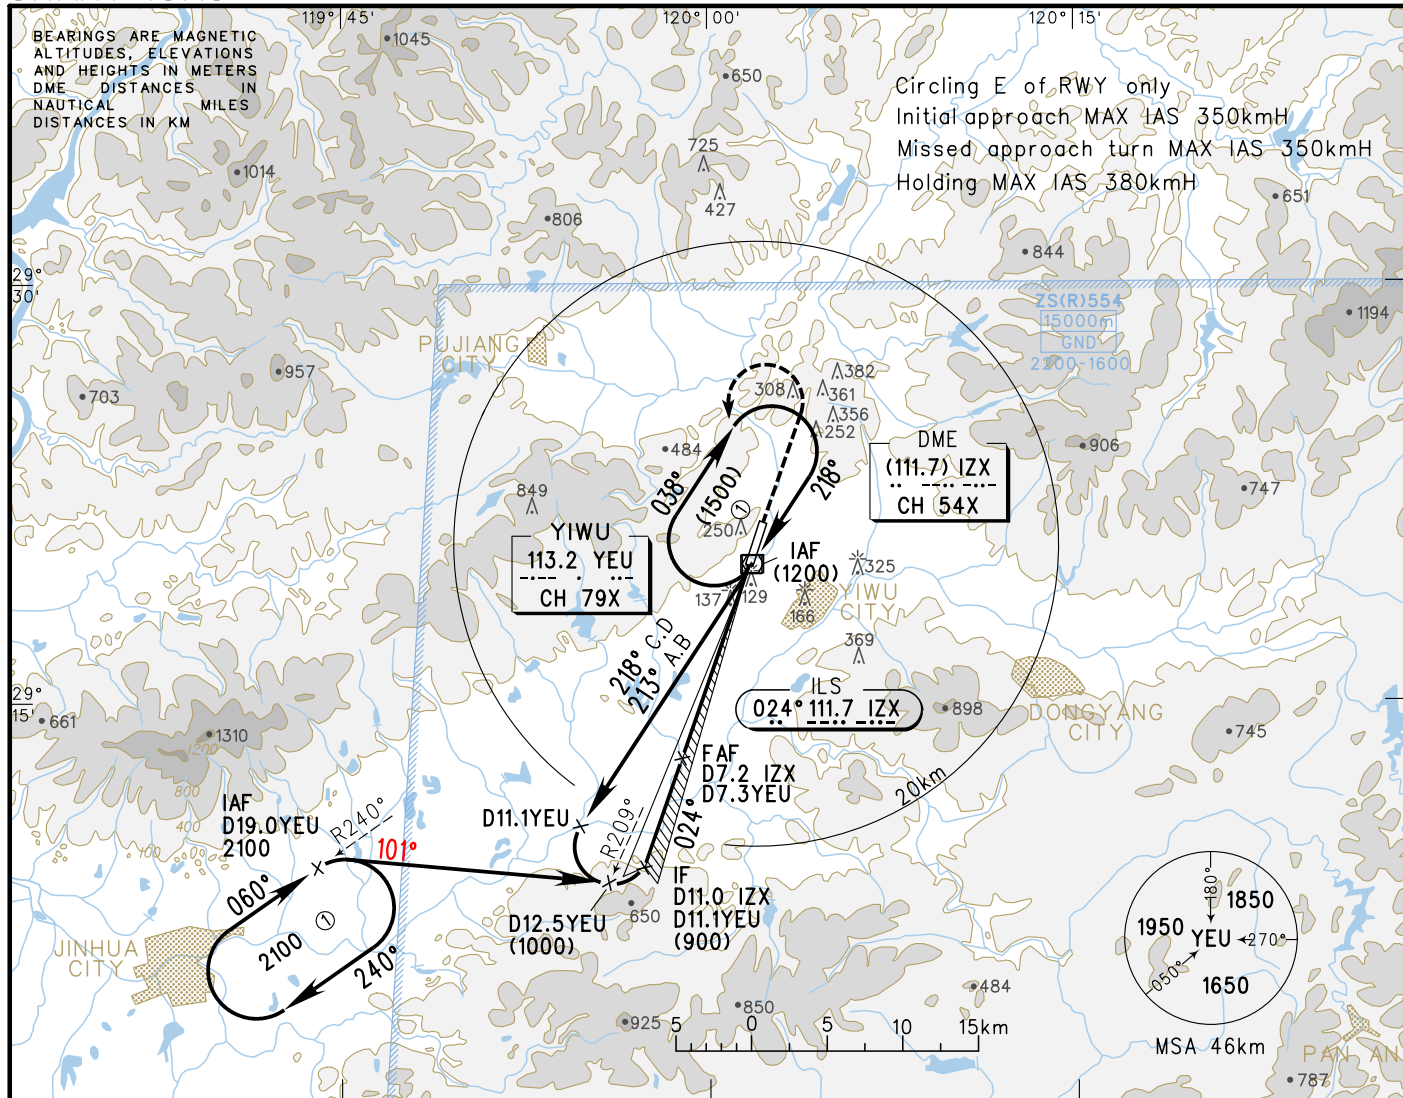 119°45'
120°00'
120°15'
BEARINGS ARE MAGNETIC
ALTITUDES, ELEVATIONS
AND HEIGHTS IN METERS
DME DISTANCES IN
NAUTICAL MILES
DISTANCES IN KM
1045
650
Circling E of RWY only
Initial approach MAX IAS 350kmH
Missed approach turn MAX IAS 350kmH
Holding MAX IAS 380kmH
725
1014
427
651
806
844
29°
30'
ZS(R)554
15000m
GND
2200-1600
1194
PUJIANG
CITY
957
703
382
308
361
356
252
DME
(111.7) IZX
CH 54X
484
906
038°
(1500)
①
218°
849
747
250
YIWU
113.2 YEU
CH 79X
IAF
(1200)
325
137
129
166
YIWU
CITY
369
218° C.D
213° A.B
29°
15'
ILS
024° 111.7 IZX
661
898
DONGYANG
CITY
745
1310
1200
FAF
D7.2 IZX
D7.3YEU
20km
800
IAF
D19.0YEU
2100
R240°
400
100
101°
D11.1YEU
R209°
024°
060°
2100
①
240°
IF
D11.0 IZX
D11.1YEU
(900)
D12.5YEU
(1000)
650
JINHUA
CITY
180°
1850
1950
YEU
270°
050°
1650
MSA 46km
484
850
925
5 0 5 10 15km
PAN AN
787